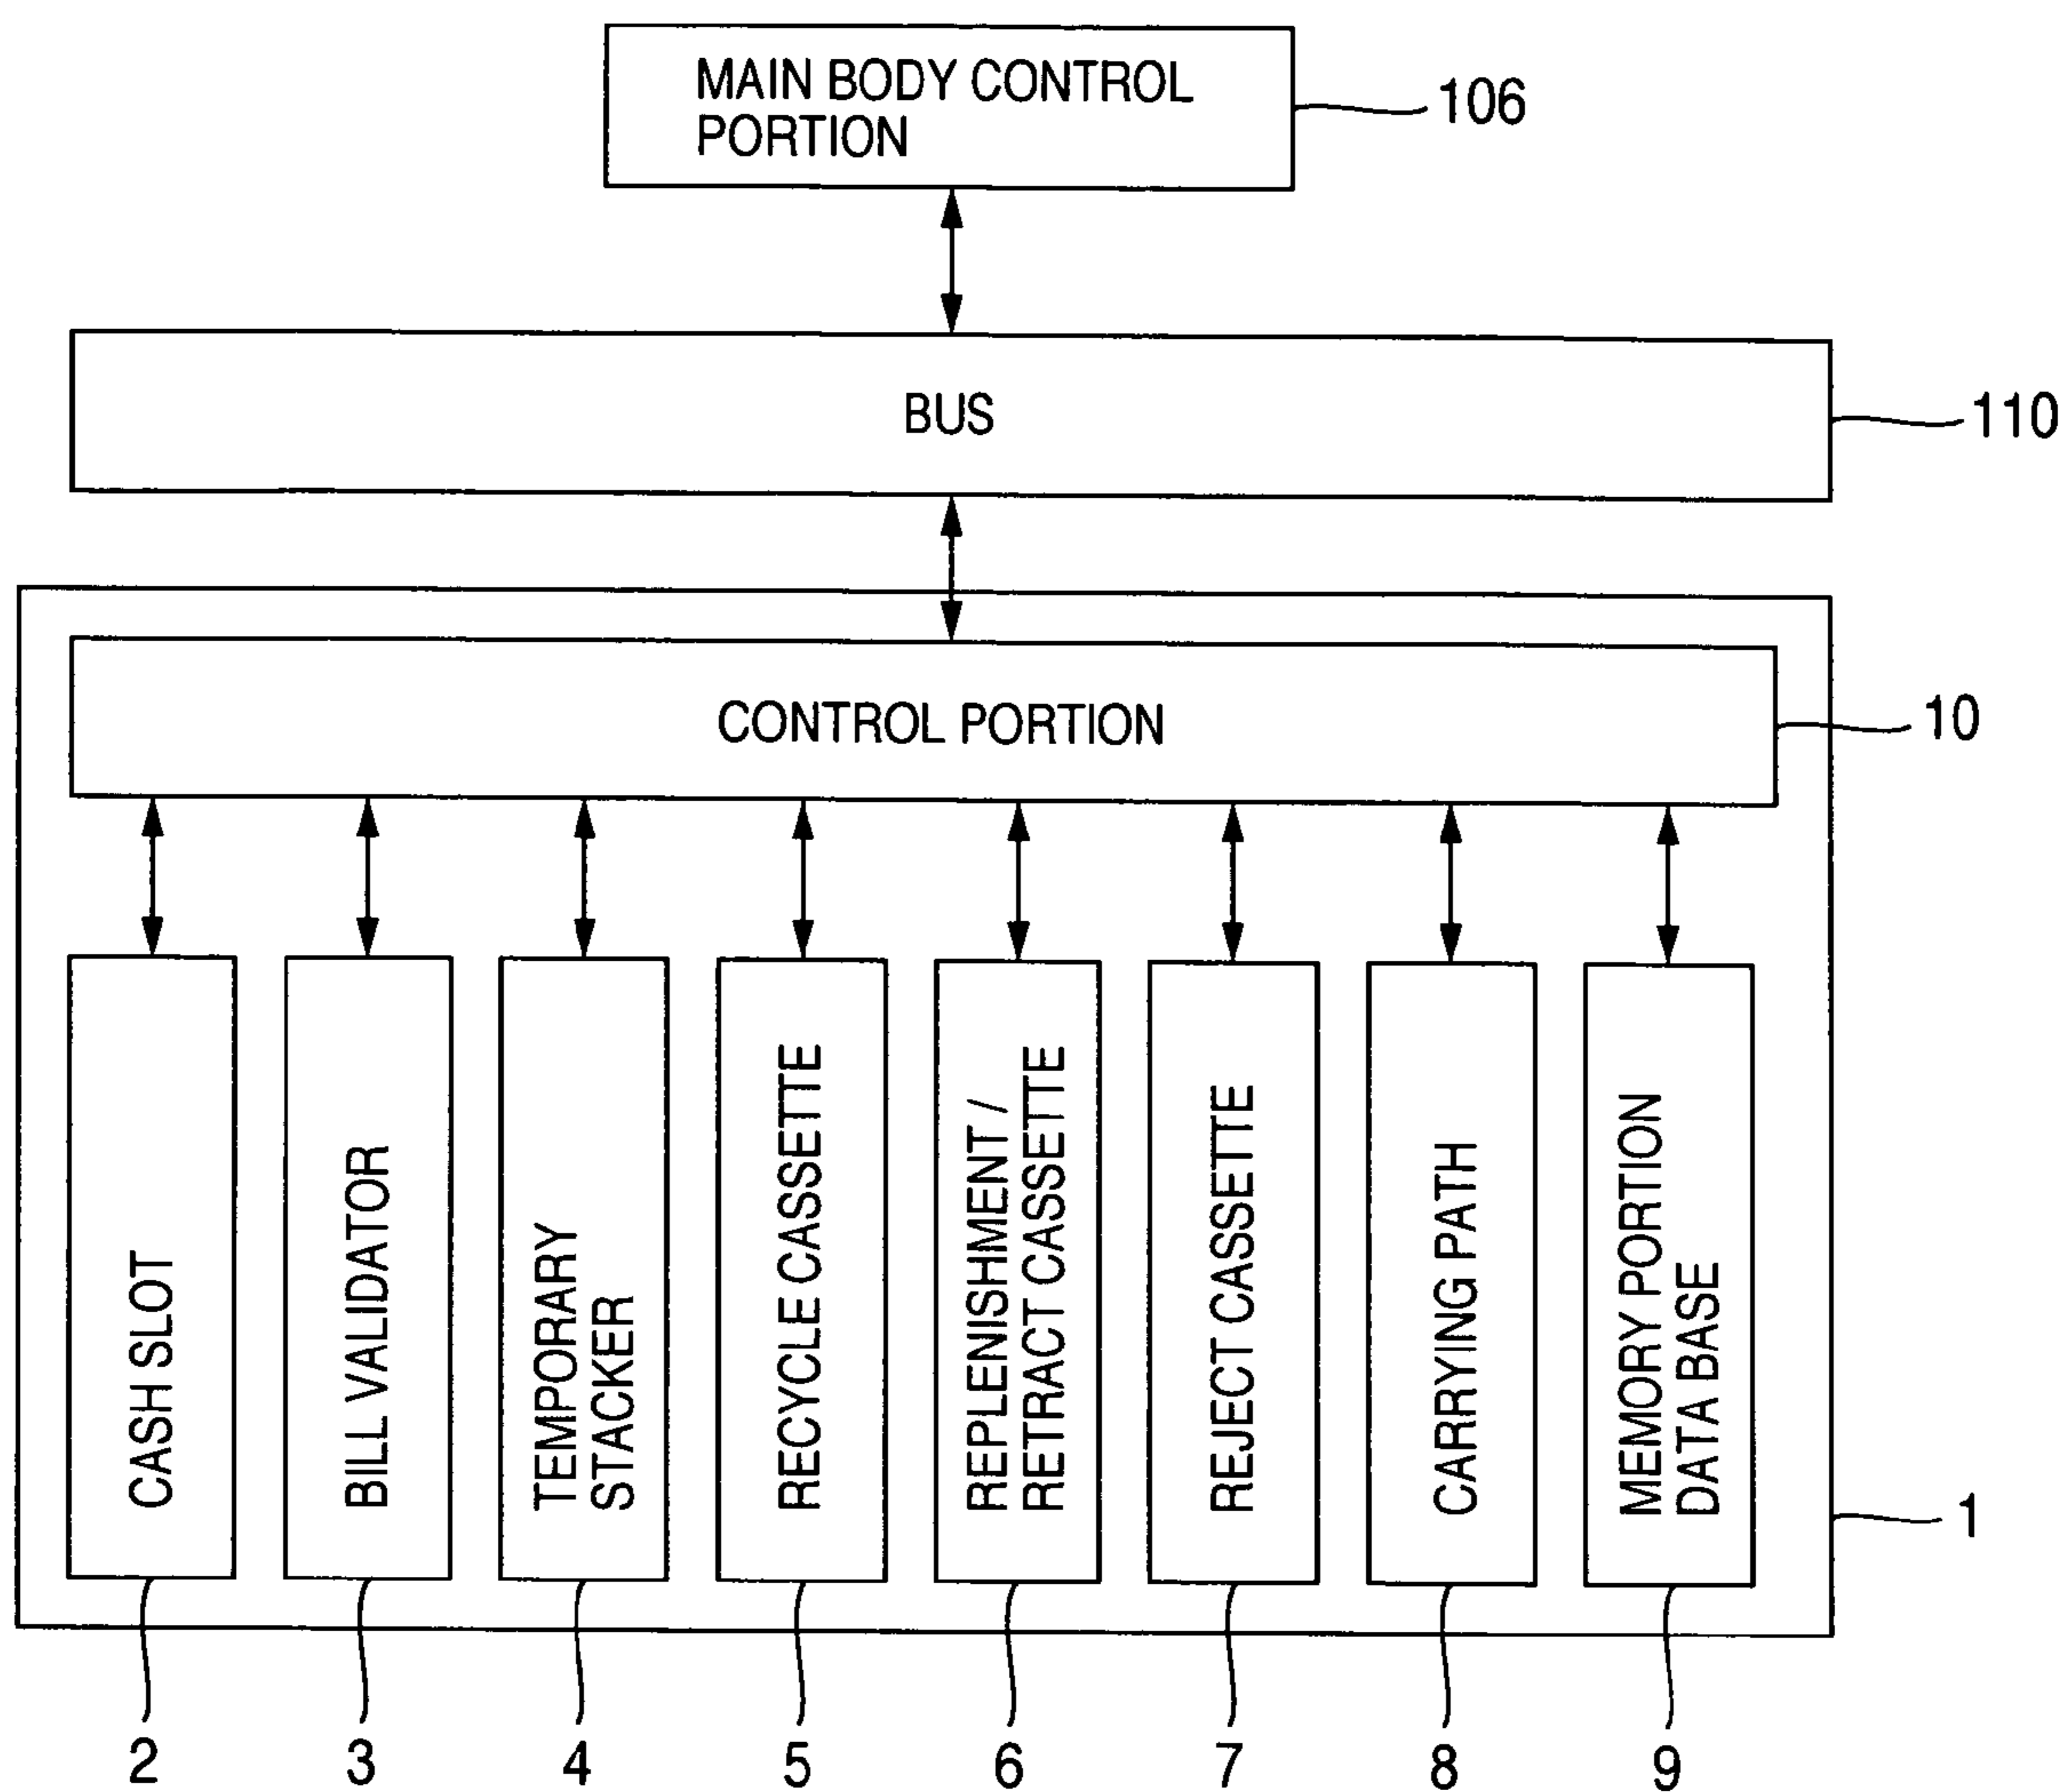 MAIN BODY CONTROL
PORTION
106
BUS
110
CONTROL PORTION
10
CASH SLOT
BILL VALIDATOR
TEMPORARY
STACKER
RECYCLE CASSETTE
REPLENISHMENT /
RETRACT CASSETTE
REJECT CASSETTE
CARRYING PATH
MEMORY PORTION
DATA BASE
1
2
3
4
5
6
7
8
9